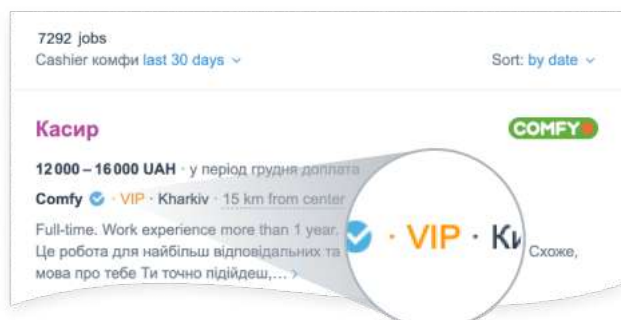 7292 jobs
Cashier комфи last 30 days
Sort: by date
Касир
COMFY
12 000 – 16 000 UAH · у період грудня доплата
Comfy · VIP · Kharkiv · 15 km from center
Full-time. Work experience more than 1 year.
Це робота для найбільш відповідальних та Схоже,
мова про тебе Ти точно підійдеш,… ›
· VIP ·